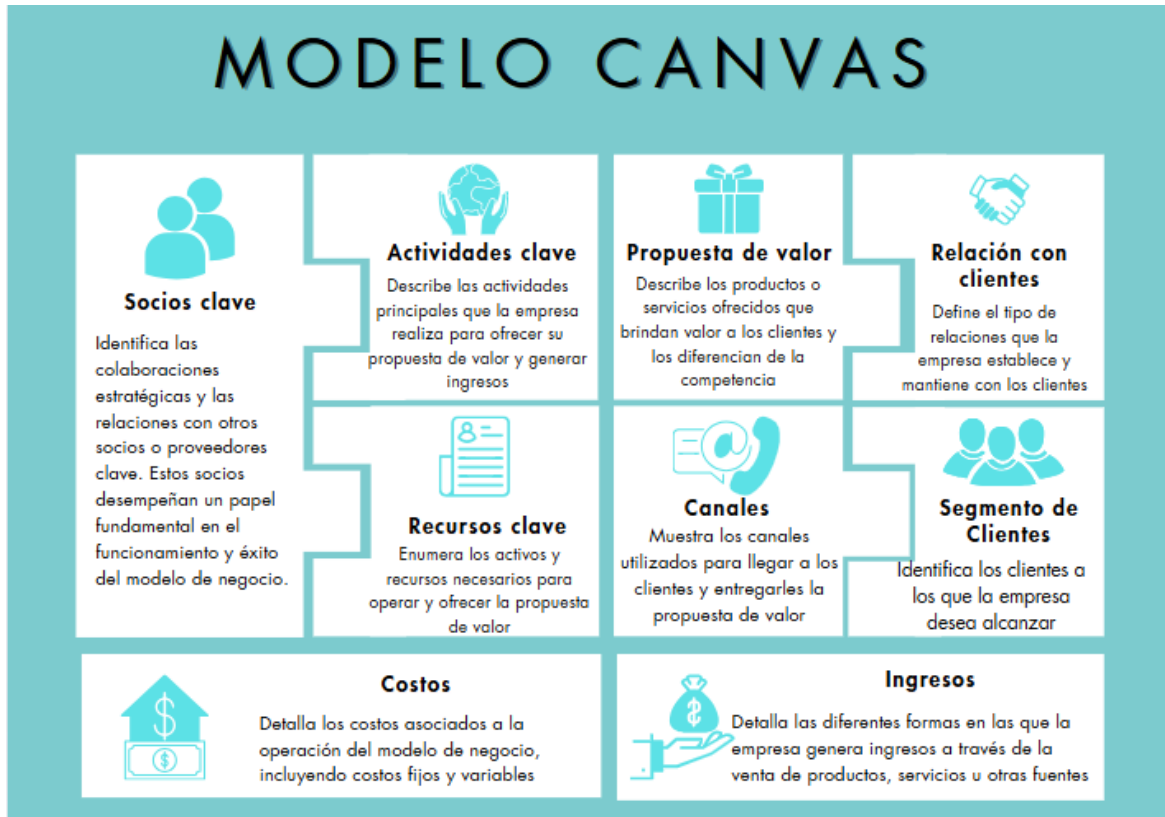 MODELO CANVAS
Socios clave
Identifica las
colaboraciones
estratégicas y las
relaciones con otros
socios o proveedores
clave. Estos socios
desempeñan un papel
fundamental en el
funcionamiento y éxito
del modelo de negocio.
Actividades clave
Describe las actividades
principales que la empresa
realiza para ofrecer su
propuesta de valor y generar
ingresos
Recursos clave
Enumera los activos y
recursos necesarios para
operar y ofrecer la propuesta
de valor
Propuesta de valor
Describe los productos o
servicios ofrecidos que
brindan valor a los clientes y
los diferencian de la
competencia
Canales
Muestra los canales
utilizados para llegar a los
clientes y entregarles la
propuesta de valor
Relación con
clientes
Define el tipo de
relaciones que la
empresa establece y
mantiene con los clientes
Segmento de
Clientes
Identifica los clientes a
los que la empresa
desea alcanzar
Costos
Detalla los costos asociados a la
operación del modelo de negocio,
incluyendo costos fijos y variables
Ingresos
Detalla las diferentes formas en las que la
empresa genera ingresos a través de la
venta de productos, servicios u otras fuentes